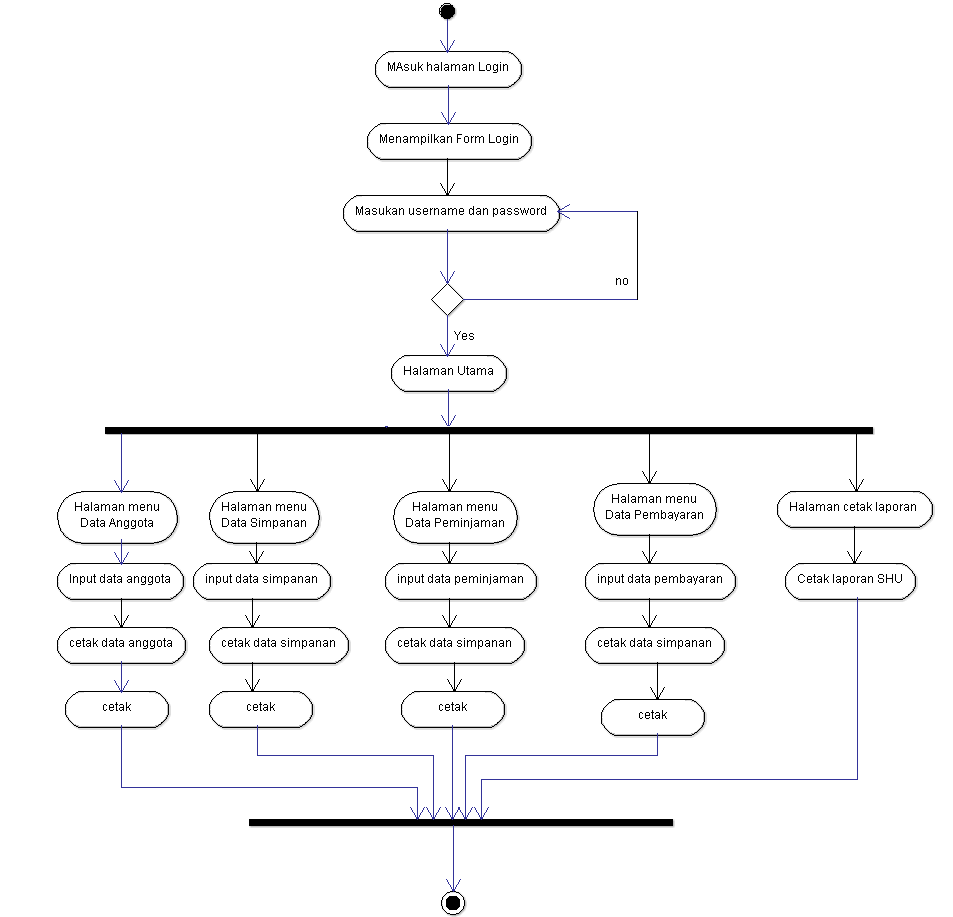 MAsuk halaman Login
Menampilkan Form Login
Masukan username dan password
no
Yes
Halaman Utama
Halaman menu
Data Anggota
Halaman menu
Data Simpanan
Halaman menu
Data Peminjaman
Halaman menu
Data Pembayaran
Halaman cetak laporan
Input data anggota
input data simpanan
input data peminjaman
input data pembayaran
Cetak laporan SHU
cetak data anggota
cetak data simpanan
cetak data simpanan
cetak data simpanan
cetak
cetak
cetak
cetak